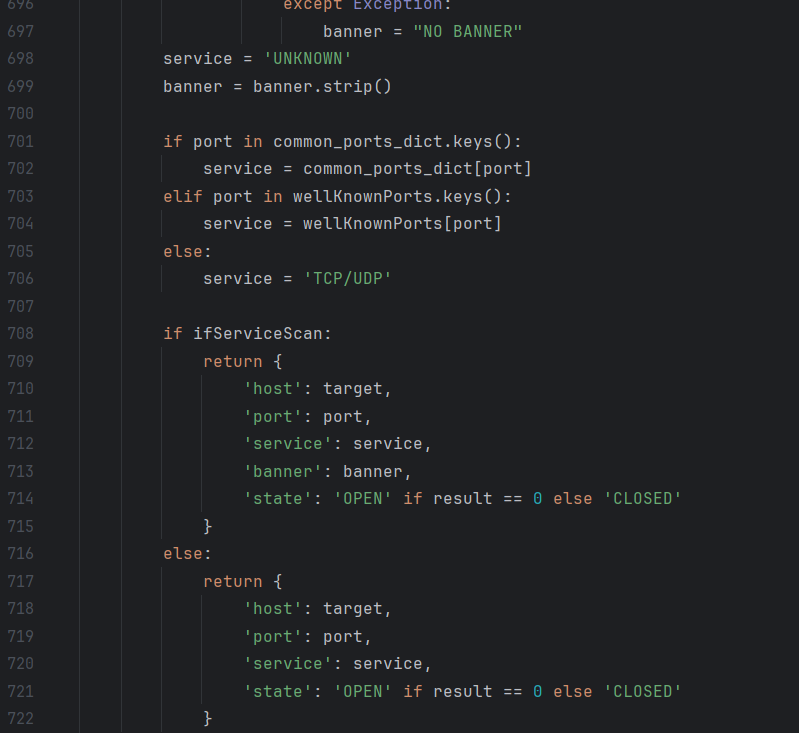 696 except Exception:
697 banner = "NO BANNER"
698 service = 'UNKNOWN'
699 banner = banner.strip()
700
701 if port in common_ports_dict.keys():
702 service = common_ports_dict[port]
703 elif port in wellKnownPorts.keys():
704 service = wellKnownPorts[port]
705 else:
706 service = 'TCP/UDP'
707
708 if ifServiceScan:
709 return {
710 'host': target,
711 'port': port,
712 'service': service,
713 'banner': banner,
714 'state': 'OPEN' if result == 0 else 'CLOSED'
715 }
716 else:
717 return {
718 'host': target,
719 'port': port,
720 'service': service,
721 'state': 'OPEN' if result == 0 else 'CLOSED'
722 }